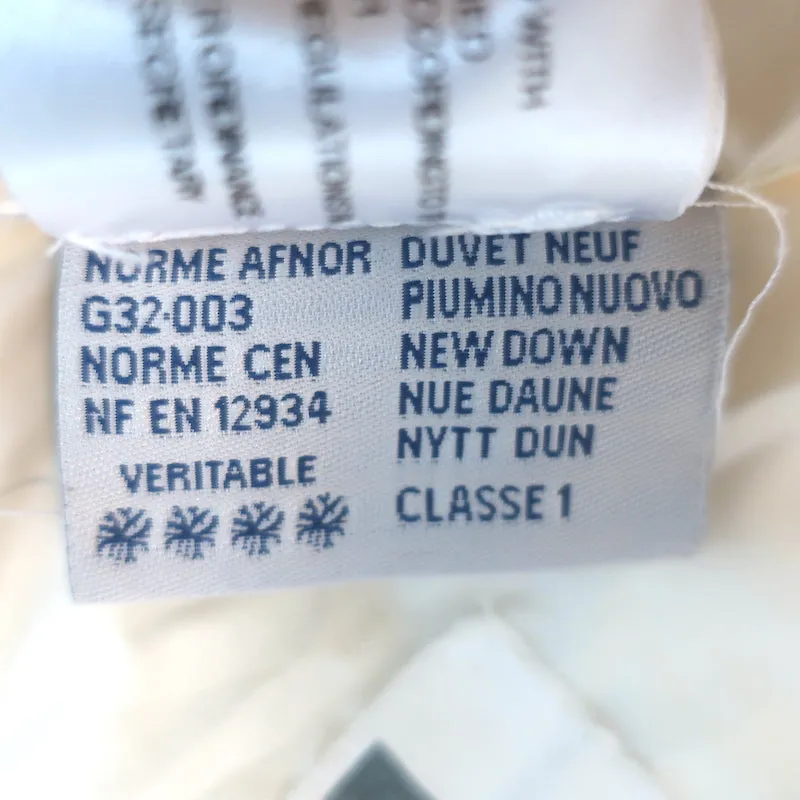 WITH
NORME AFNOR
G32-003
NORME CEN
NF EN 12934
VERITABLE
DUVET NEUF
PIUMINO NUOVO
NEW DOWN
NUE DAUNE
NYTT DUN
CLASSE 1